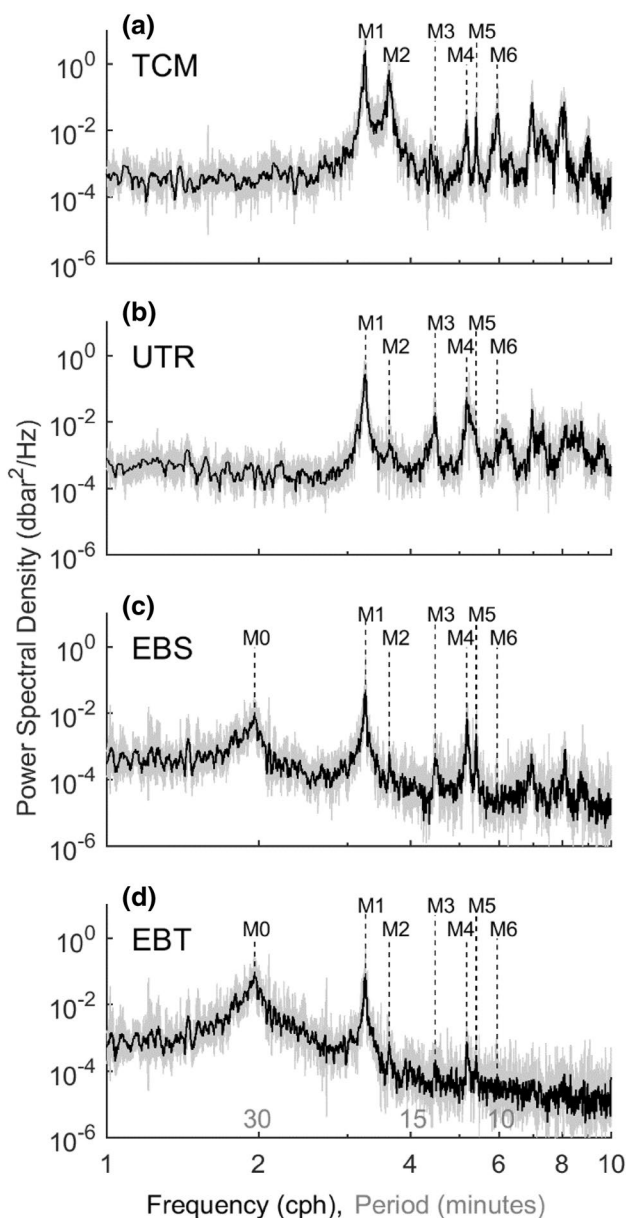 (a)
TCM
M1 M3 M5
M2 M4 M6
10^0
10^-2
10^-4
10^-6
(b)
UTR
M1 M3 M5
M2 M4 M6
10^0
10^-2
10^-4
10^-6
(c)
EBS
M0 M1 M2 M3 M4 M5 M6
10^0
10^-2
10^-4
10^-6
(d)
EBT
M0 M1 M2 M3 M4 M5 M6
10^0
10^-2
10^-4
10^-6
30 15 10
1 2 4 6 8 10
Power Spectral Density (dbar^2/Hz)
Frequency (cph), Period (minutes)